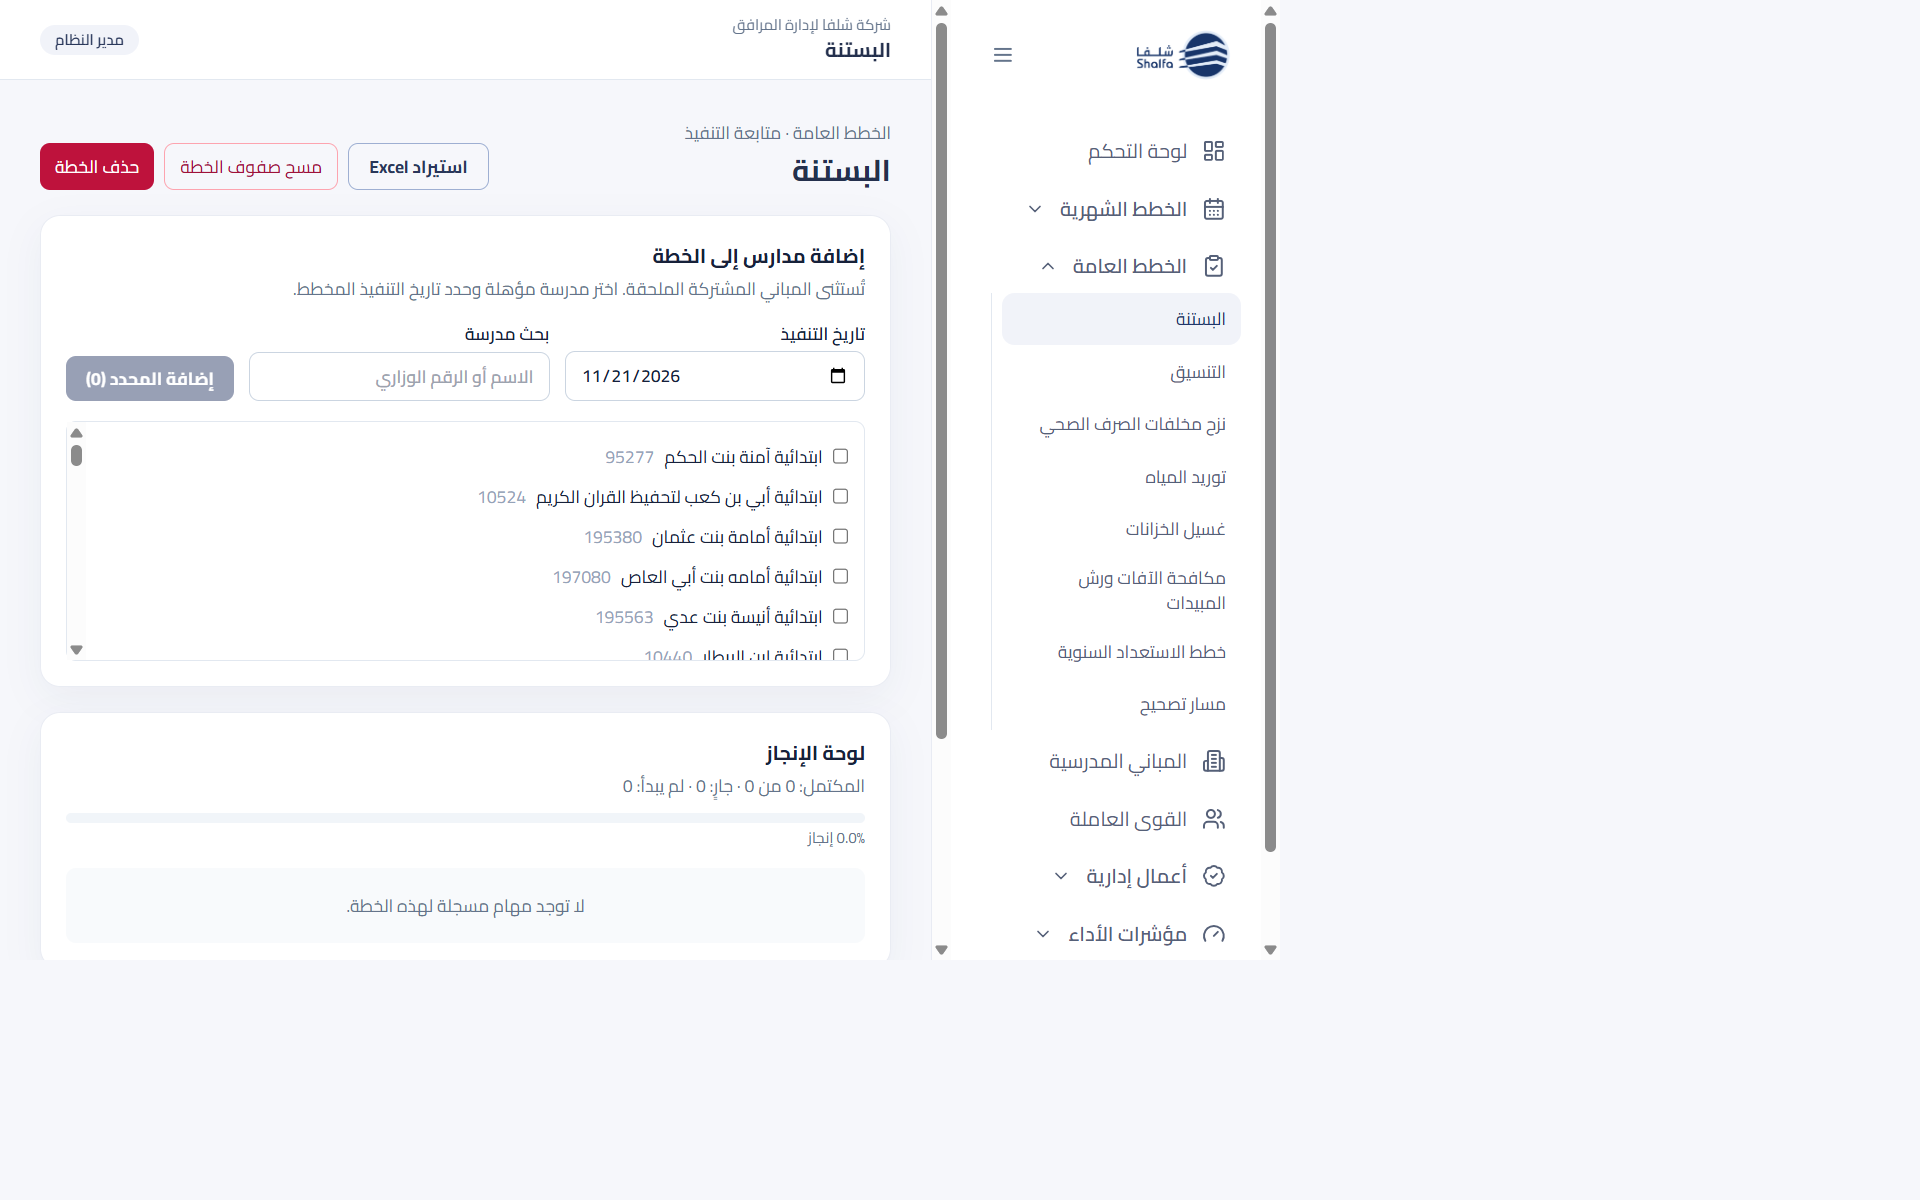 شلفا
Shalfa
لوحة التحكم
الخطط الشهرية
الخطط العامة
البستنة
التنسيق
نزح مخلفات الصرف الصحي
توريد المياه
غسيل الخزانات
مكافحة الآفات ورش
المبيدات
خطط الاستعداد السنوية
مسار تصحيح
المباني المدرسية
القوى العاملة
أعمال إدارية
مؤشرات الأداء
شركة شلفا لإدارة المرافق
البستنة
مدير النظام
الخطط العامة · متابعة التنفيذ
البستنة
استيراد Excel
مسح صفوف الخطة
حذف الخطة
إضافة مدارس إلى الخطة
تُستثنى المباني المشتركة الملحقة. اختر مدرسة مؤهلة وحدد تاريخ التنفيذ المخطط.
تاريخ التنفيذ
بحث مدرسة
11/21/2026
الاسم أو الرقم الوزاري
إضافة المحدد (0)
ابتدائية آمنة بنت الحكم 95277
ابتدائية أبي بن كعب لتحفيظ القران الكريم 10524
ابتدائية أمامة بنت عثمان 195380
ابتدائية أمامه بنت أبي العاص 197080
ابتدائية أنيسة بنت عدي 195563
ابتدائية ابن البيطار 10440
لوحة الإنجاز
المكتمل: 0 من 0 · جارٍ: 0 · لم يبدأ: 0
0.0% إنجاز
لا توجد مهام مسجلة لهذه الخطة.